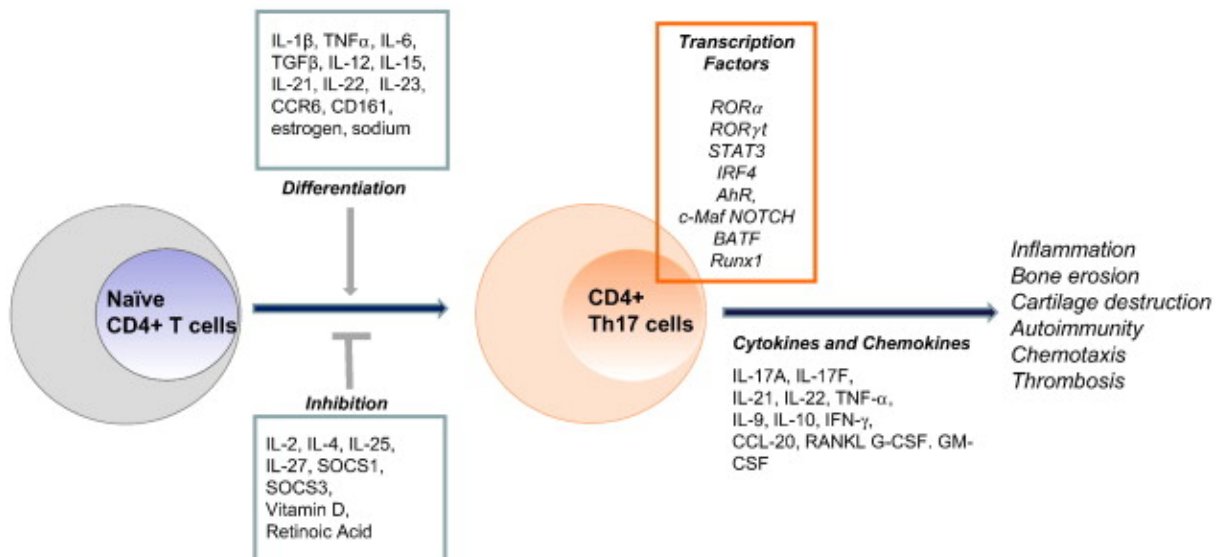 IL-1β, TNFα, IL-6,
TGFβ, IL-12, IL-15,
IL-21, IL-22, IL-23,
CCR6, CD161,
estrogen, sodium
Differentiation
Naïve
CD4+ T cells
Inhibition
IL-2, IL-4, IL-25,
IL-27, SOCS1,
SOCS3,
Vitamin D,
Retinoic Acid
Transcription
Factors
RORα
RORγt
STAT3
IRF4
AhR,
c-Maf NOTCH
BATF
Runx1
CD4+
Th17 cells
Cytokines and Chemokines
IL-17A, IL-17F,
IL-21, IL-22, TNF-α,
IL-9, IL-10, IFN-γ,
CCL-20, RANKL G-CSF. GM-
CSF
Inflammation
Bone erosion
Cartilage destruction
Autoimmunity
Chemotaxis
Thrombosis